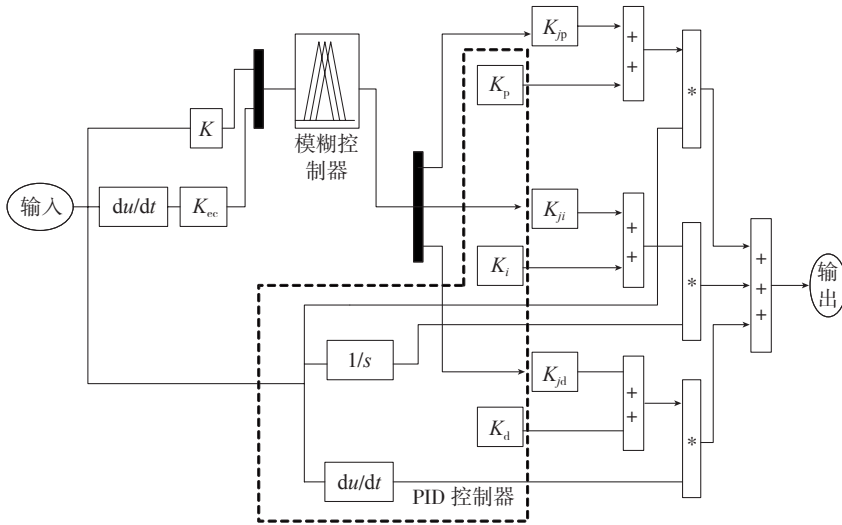 K_jp
+
+
K_p
*
K
模糊控
制器
输入
du/dt
K_ec
K_ji
+
+
K_i
*
+
+
+
输
出
1/s
K_jd
+
+
K_d
*
du/dt
PID 控制器